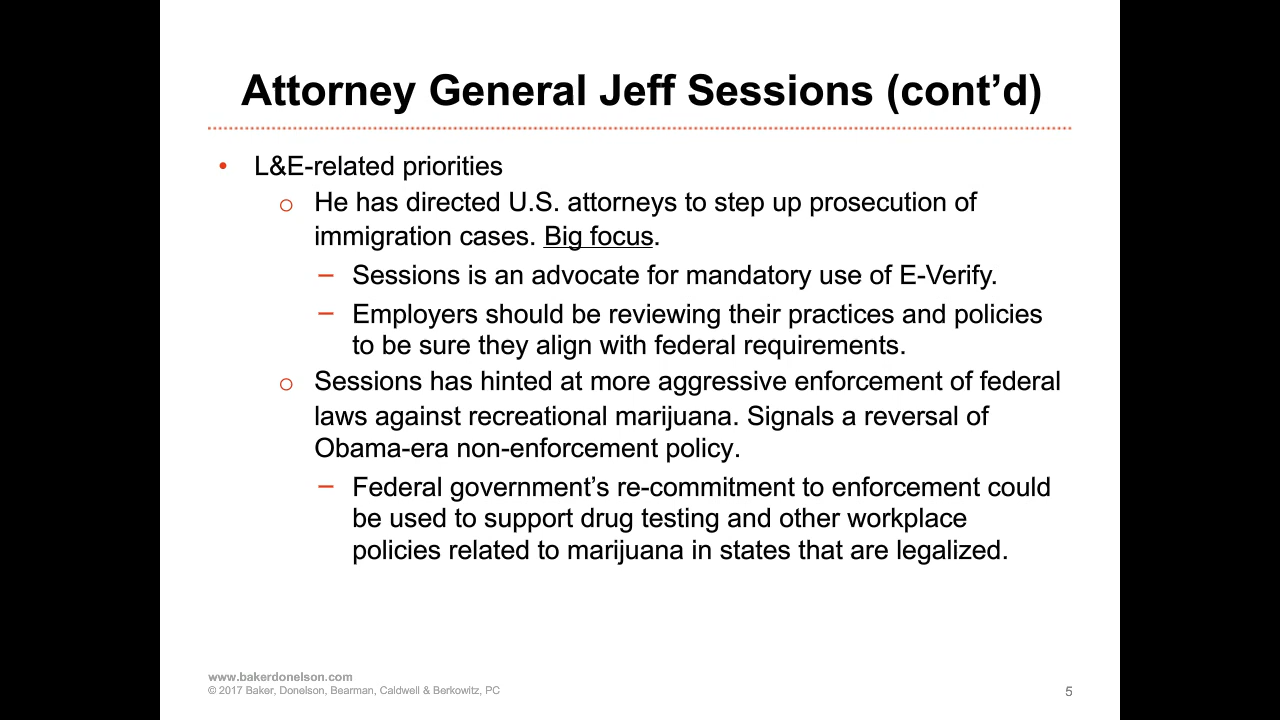 Attorney General Jeff Sessions (cont’d)
• L&E-related priorities
o He has directed U.S. attorneys to step up prosecution of
immigration cases. Big focus.
– Sessions is an advocate for mandatory use of E-Verify.
– Employers should be reviewing their practices and policies
to be sure they align with federal requirements.
o Sessions has hinted at more aggressive enforcement of federal
laws against recreational marijuana. Signals a reversal of
Obama-era non-enforcement policy.
– Federal government’s re-commitment to enforcement could
be used to support drug testing and other workplace
policies related to marijuana in states that are legalized.
www.bakerdonelson.com
© 2017 Baker, Donelson, Bearman, Caldwell & Berkowitz, PC
5